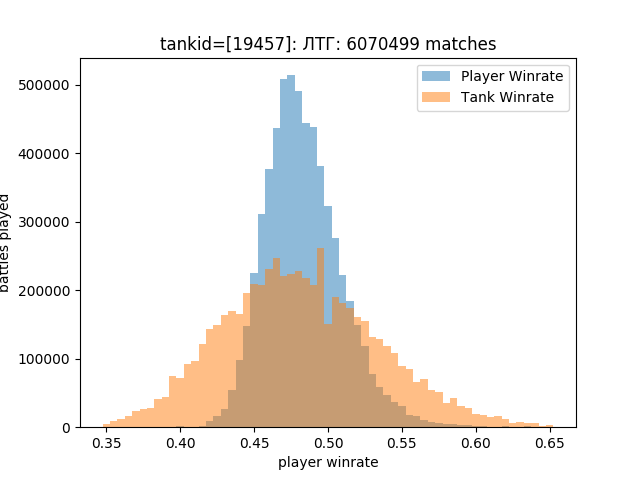 tankid=[19457]: ЛТГ: 6070499 matches
Player Winrate
Tank Winrate
500000
400000
300000
200000
100000
0
battles played
0.35 0.40 0.45 0.50 0.55 0.60 0.65
player winrate